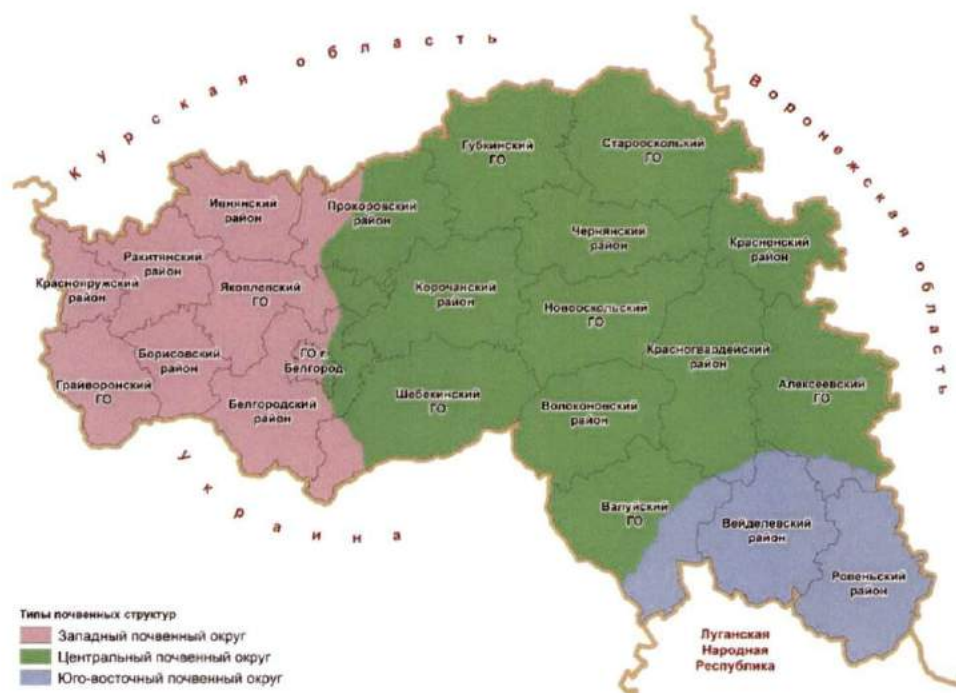 Курская область
Воронежская область
Губкинский
ГО
Старооскольский
ГО
Ивнянский
район
Прохоровский
район
Чернянский
район
Красненский
район
Ракитянский
район
Краснояружский
район
Яковлевский
ГО
Корочанский
район
Новооскольский
ГО
Борисовский
район
ГО г.
Белгород
Красногвардейский
район
Грайворонский
ГО
Шебекинский
ГО
Алексеевский
ГО
Белгородский
район
Волоконовский
район
Украина
Валуйский
ГО
Вейделевский
район
Ровеньский
район
Типы почвенных структур
Западный почвенный округ
Центральный почвенный округ
Юго-восточный почвенный округ
Луганская
Народная
Республика